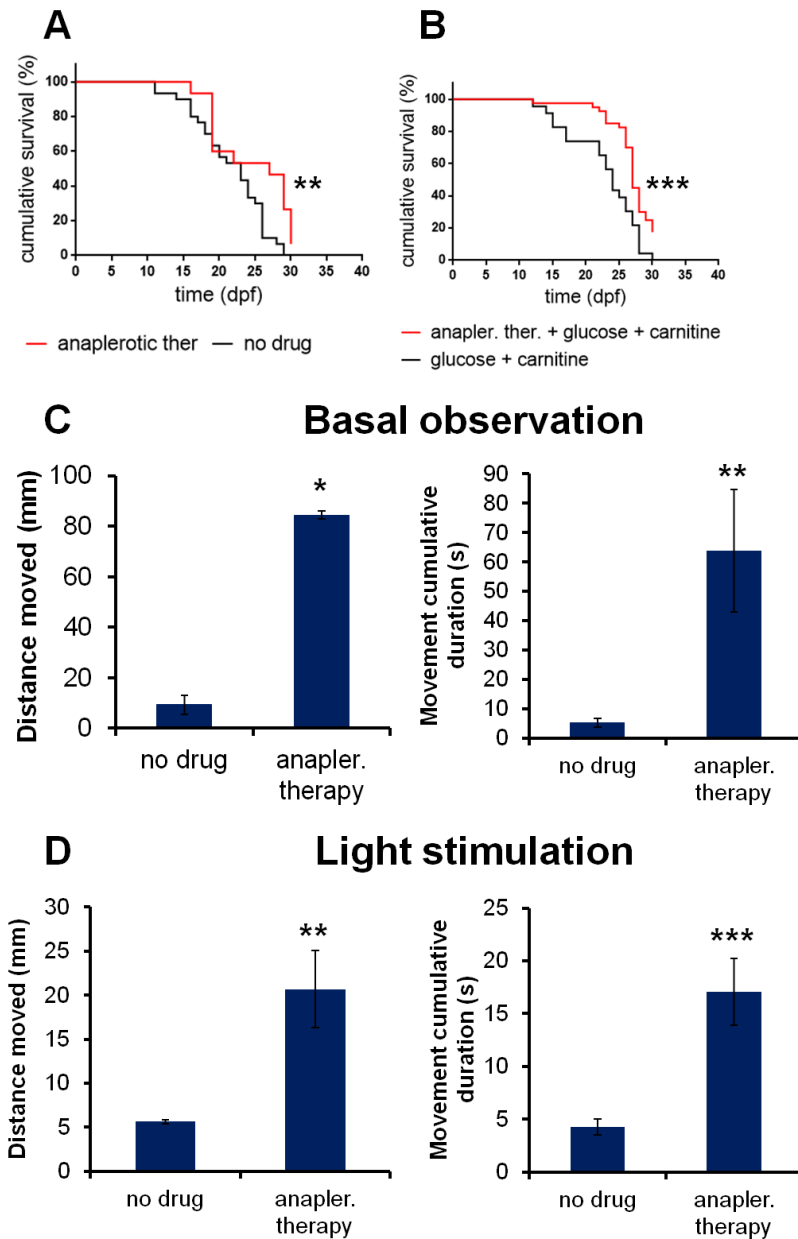 A
cumulative survival (%)
100
80
60
40
20
0
0 5 10 15 20 25 30 35 40
time (dpf)
**
anaplerotic ther no drug
B
cumulative survival (%)
100
80
60
40
20
0
0 5 10 15 20 25 30 35 40
time (dpf)
***
anapler. ther. + glucose + carnitine
glucose + carnitine
C Basal observation
Distance moved (mm)
100
80
60
40
20
0
*
no drug anapler.
therapy
Movement cumulative
duration (s)
90
80
70
60
50
40
30
20
10
0
**
no drug anapler.
therapy
D Light stimulation
Distance moved (mm)
30
25
20
15
10
5
0
**
no drug anapler.
therapy
Movement cumulative
duration (s)
25
20
15
10
5
0
***
no drug anapler.
therapy